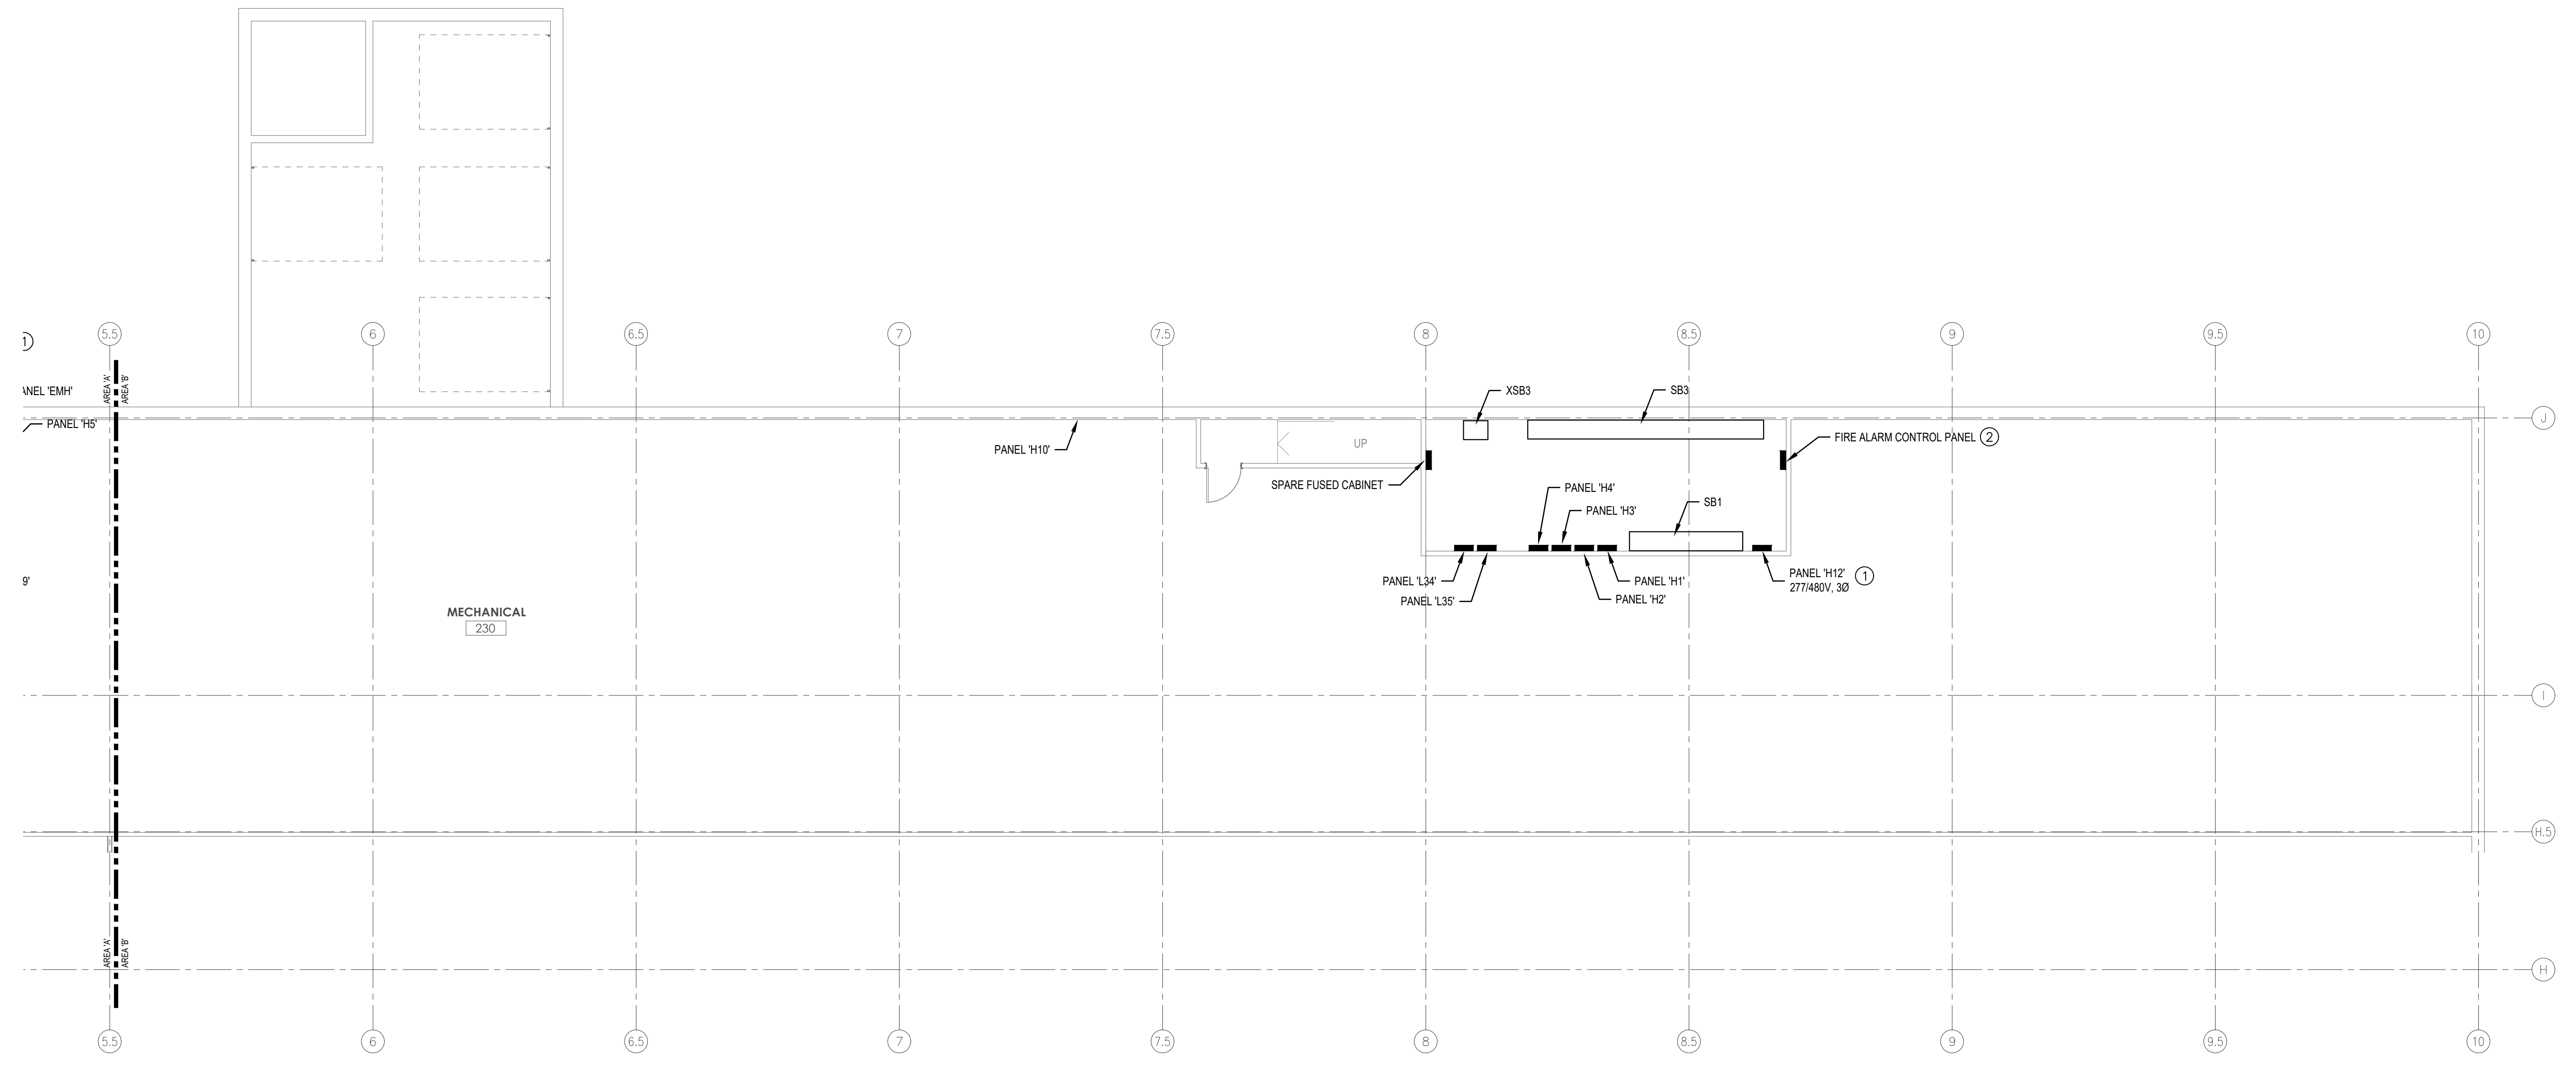 5.5
6
6.5
7
7.5
8
8.5
9
9.5
10
1
AREA 'A'
AREA 'B'
PANEL 'H5'
XSB3
SB3
J
PANEL 'H10'
UP
FIRE ALARM CONTROL PANEL 2
SPARE FUSED CABINET
PANEL 'H4'
PANEL 'H3'
SB1
9'
PANEL 'L34'
PANEL 'L35'
PANEL 'H1'
PANEL 'H2'
PANEL 'H12' 1
277/480V, 3Ø
MECHANICAL
230
I
H.5
AREA 'A'
AREA 'B'
H
5.5
6
6.5
7
7.5
8
8.5
9
9.5
10